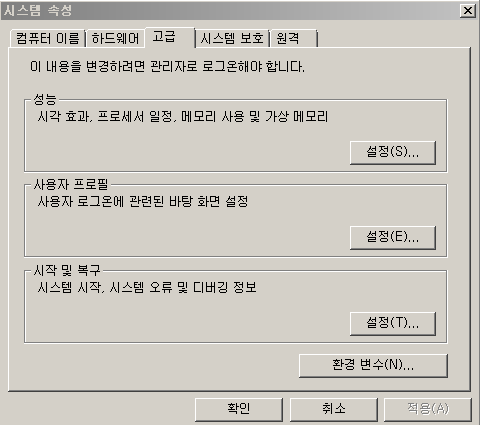 시스템 속성
컴퓨터 이름 하드웨어 고급 시스템 보호 원격
이 내용을 변경하려면 관리자로 로그온해야 합니다.
성능
시각 효과, 프로세서 일정, 메모리 사용 및 가상 메모리
설정(S)...
사용자 프로필
사용자 로그온에 관련된 바탕 화면 설정
설정(E)...
시작 및 복구
시스템 시작, 시스템 오류 및 디버깅 정보
설정(T)...
환경 변수(N)...
확인 취소 적용(A)